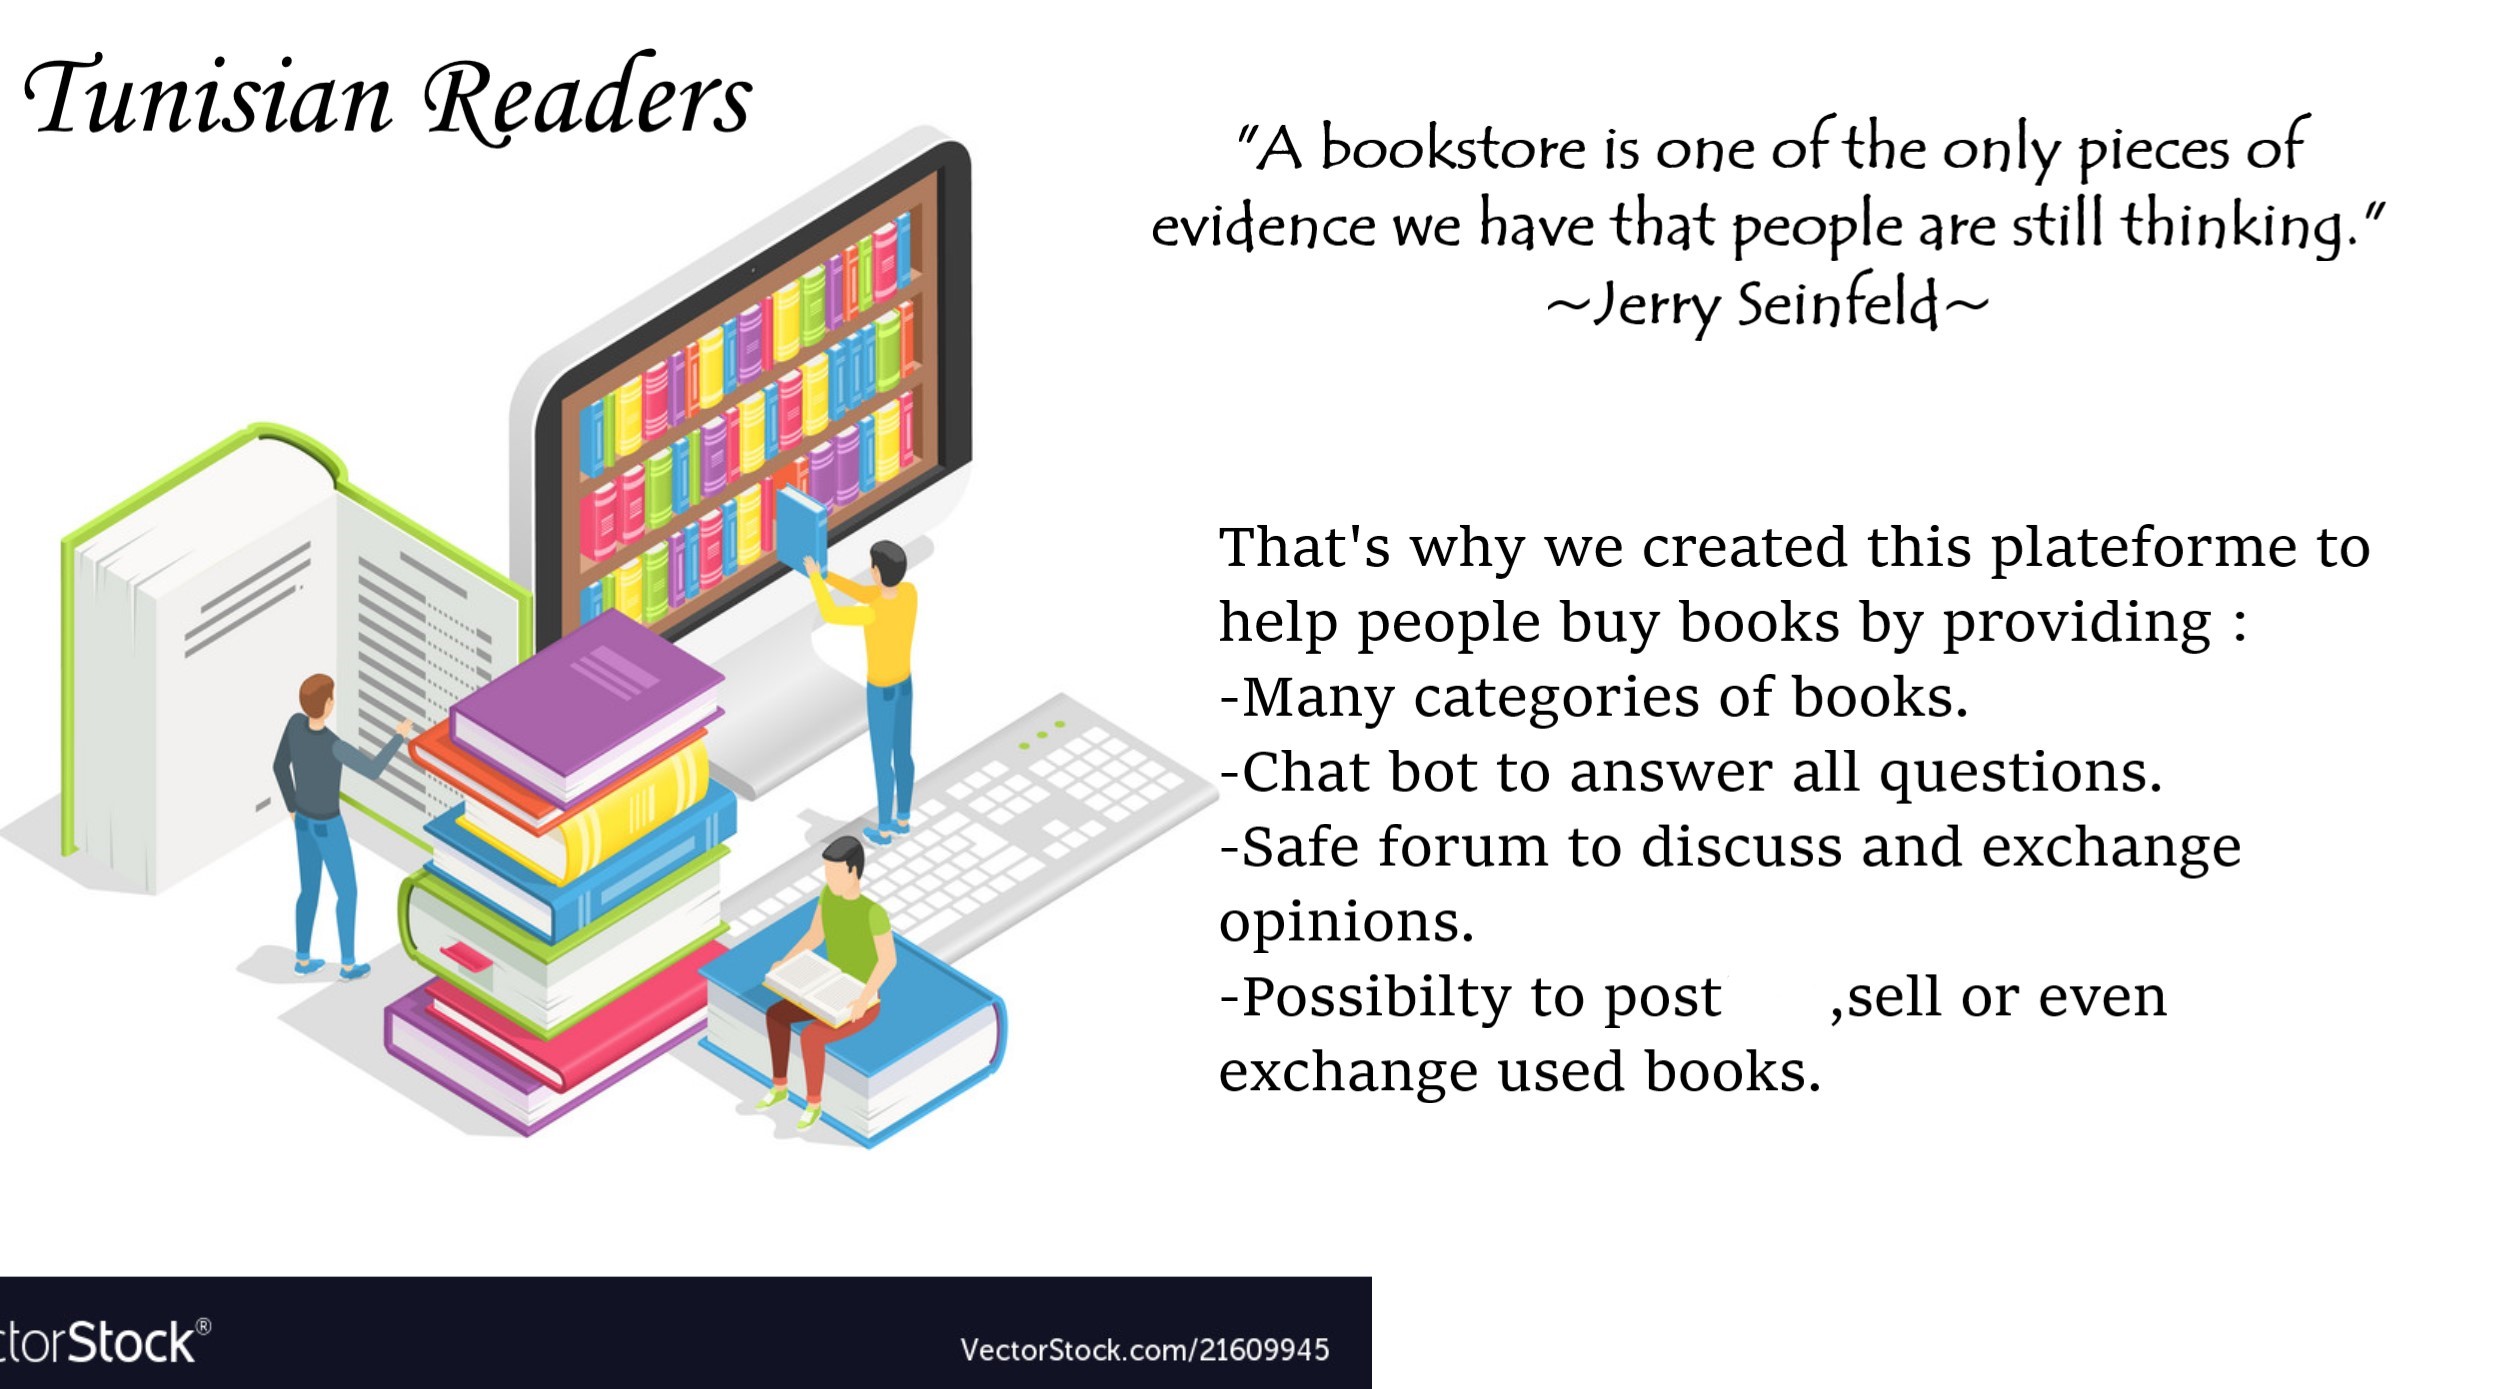 Tunisian Readers
"A bookstore is one of the only pieces of
evidence we have that people are still thinking."
~Jerry Seinfeld~
That's why we created this plateforme to
help people buy books by providing :
-Many categories of books.
-Chat bot to answer all questions.
-Safe forum to discuss and exchange
opinions.
-Possibilty to post ,sell or even
exchange used books.
ctorStock®
VectorStock.com/21609945